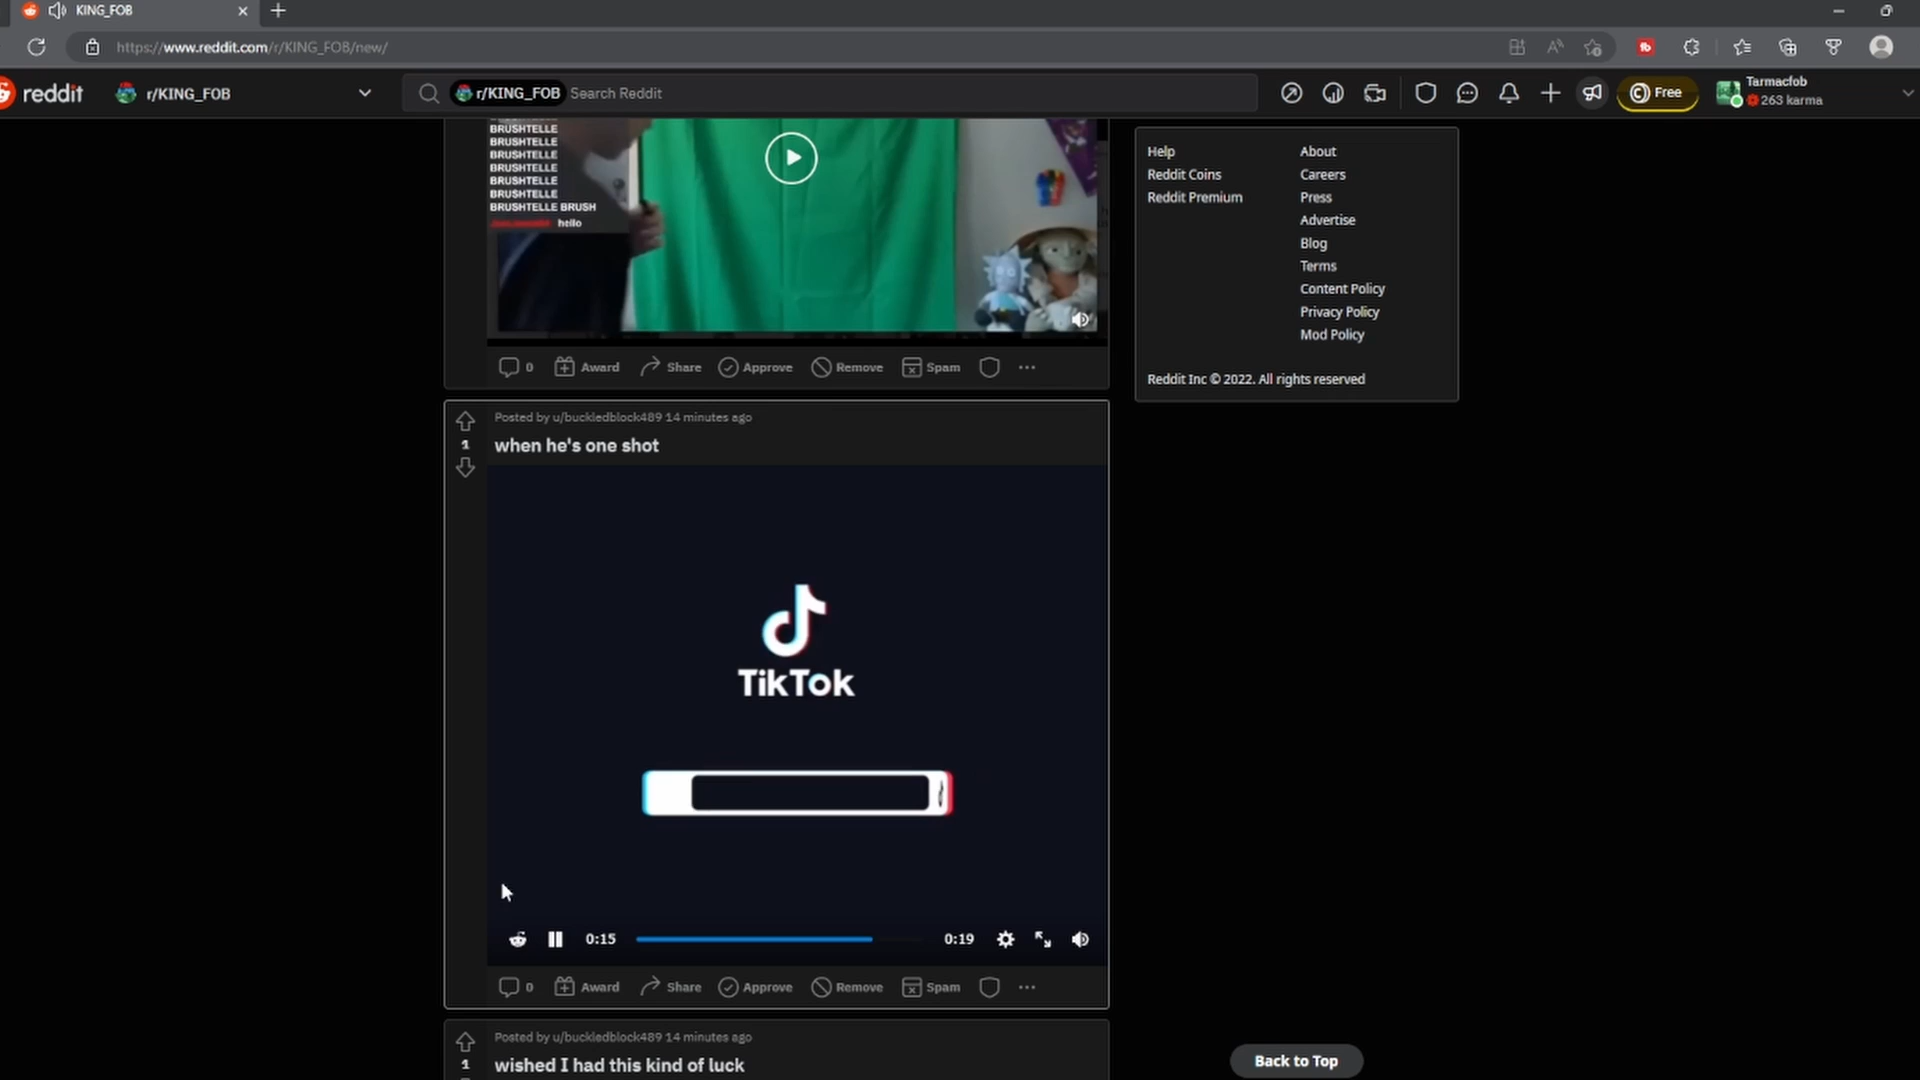 KING_FOB
https://www.reddit.com/r/KING_FOB/new/
reddit
r/KING_FOB
r/KING_FOB Search Reddit
Free
Tarmacfob
263 karma
BRUSHTELLE
BRUSHTELLE
BRUSHTELLE
BRUSHTELLE
BRUSHTELLE
BRUSHTELLE
BRUSHTELLE BRUSH
hello
0 Award Share Approve Remove Spam
Help
Reddit Coins
Reddit Premium
About
Careers
Press
Advertise
Blog
Terms
Content Policy
Privacy Policy
Mod Policy
Reddit Inc © 2022. All rights reserved
Posted by u/buckledblock489 14 minutes ago
1
when he's one shot
TikTok
0:15
0:19
0 Award Share Approve Remove Spam
Posted by u/buckledblock489 14 minutes ago
1
wished I had this kind of luck
Back to Top